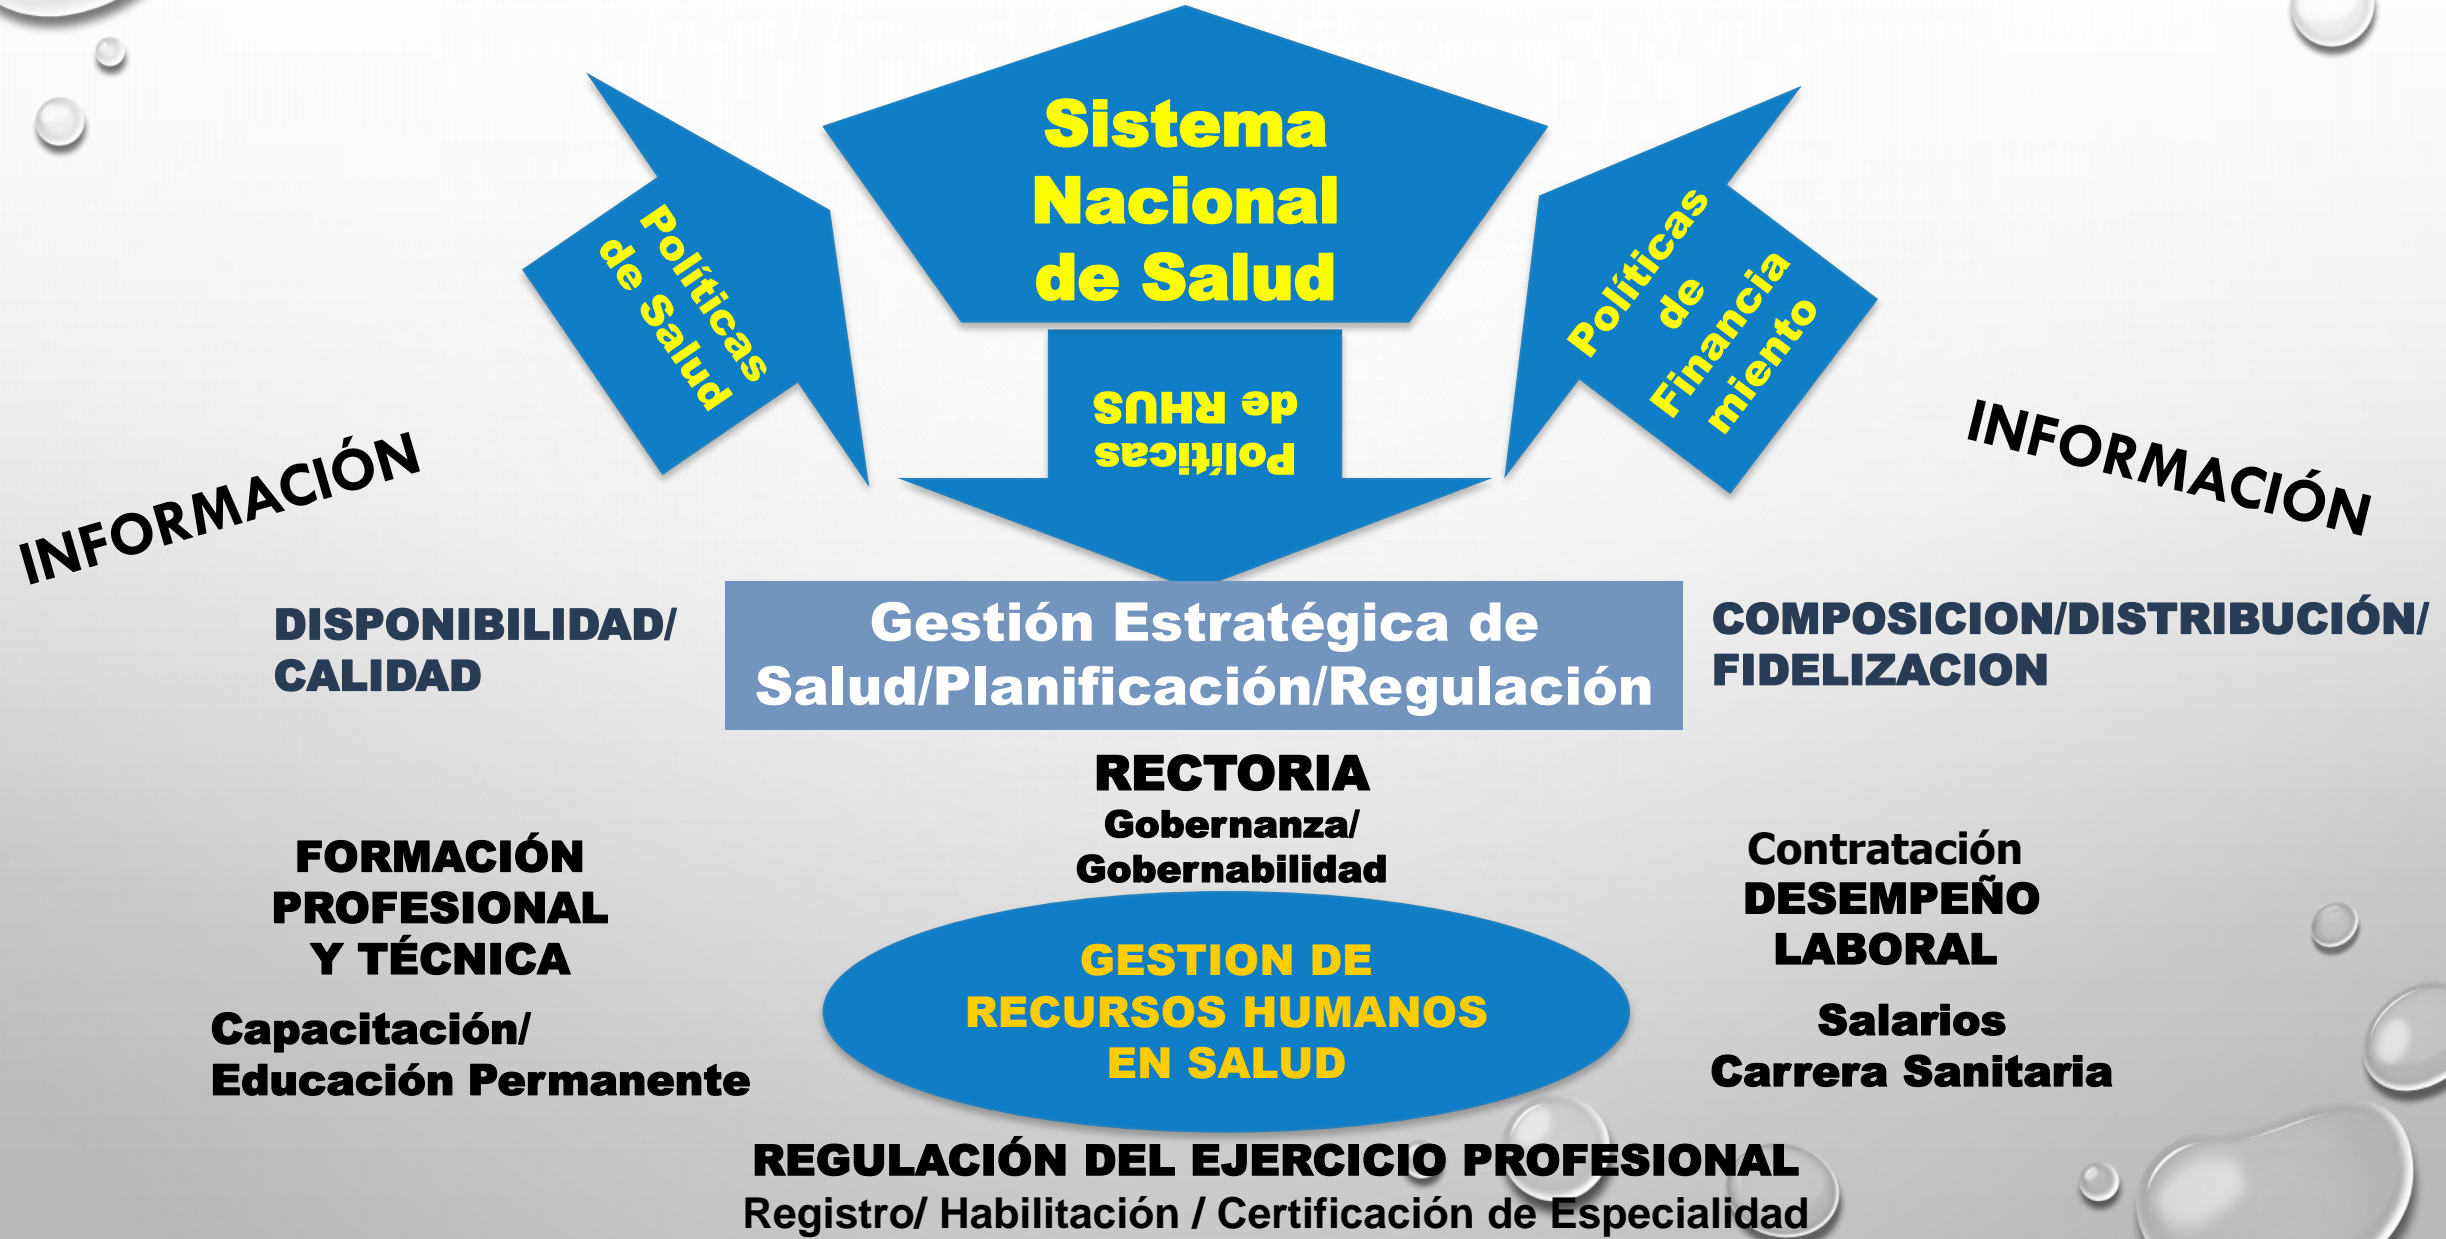 Sistema
Nacional
de Salud
Políticas
de Salud
Políticas
de
Financia
miento
Políticas
de RHUS
INFORMACIÓN
INFORMACIÓN
DISPONIBILIDAD/
CALIDAD
Gestión Estratégica de
Salud/Planificación/Regulación
COMPOSICION/DISTRIBUCIÓN/
FIDELIZACION
RECTORIA
Gobernanza/
Gobernabilidad
FORMACIÓN
PROFESIONAL
Y TÉCNICA
Capacitación/
Educación Permanente
GESTION DE
RECURSOS HUMANOS
EN SALUD
Contratación
DESEMPEÑO
LABORAL
Salarios
Carrera Sanitaria
REGULACIÓN DEL EJERCICIO PROFESIONAL
Registro/ Habilitación / Certificación de Especialidad